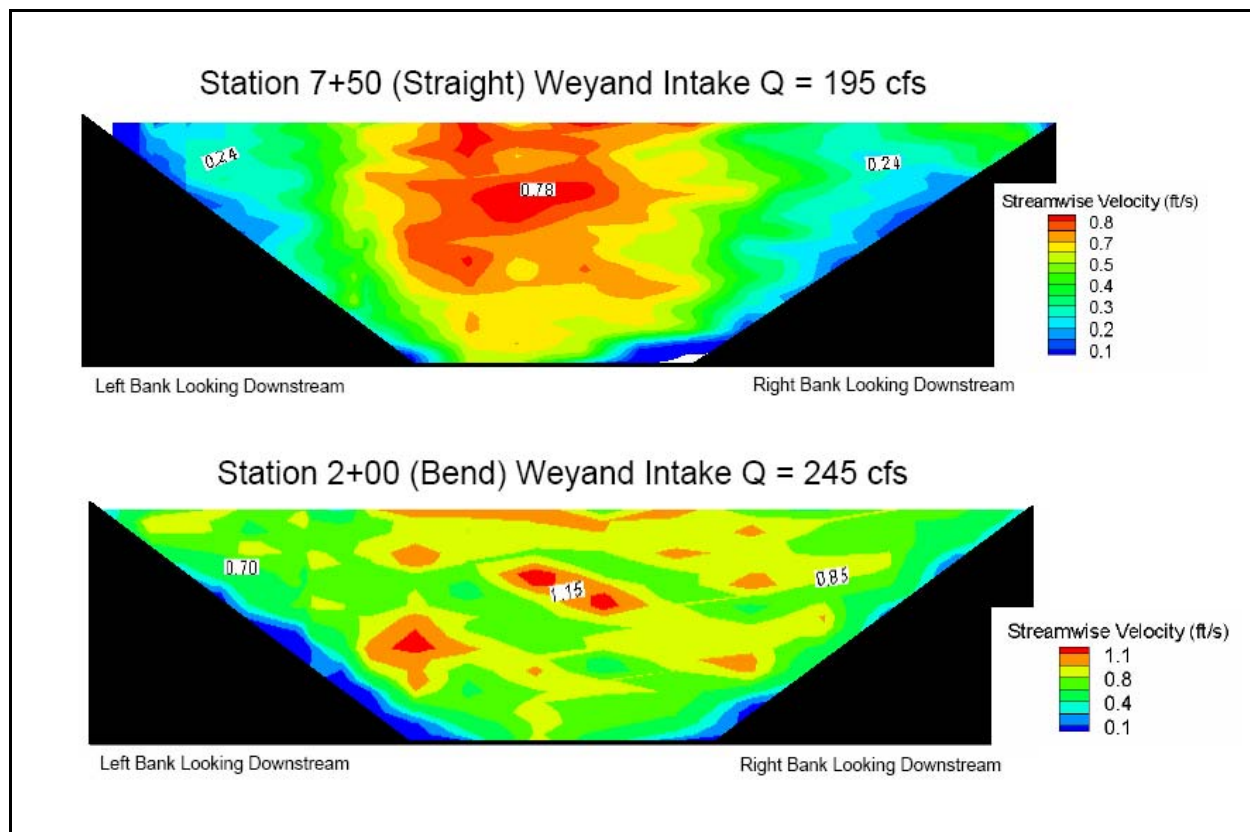 Station 7+50 (Straight) Weyand Intake Q = 195 cfs
0.24
0.78
0.24
Streamwise Velocity (ft/s)
0.8
0.7
0.5
0.4
0.3
0.2
0.1
Left Bank Looking Downstream
Right Bank Looking Downstream
Station 2+00 (Bend) Weyand Intake Q = 245 cfs
0.70
1.15
0.85
Streamwise Velocity (ft/s)
1.1
0.8
0.4
0.1
Left Bank Looking Downstream
Right Bank Looking Downstream